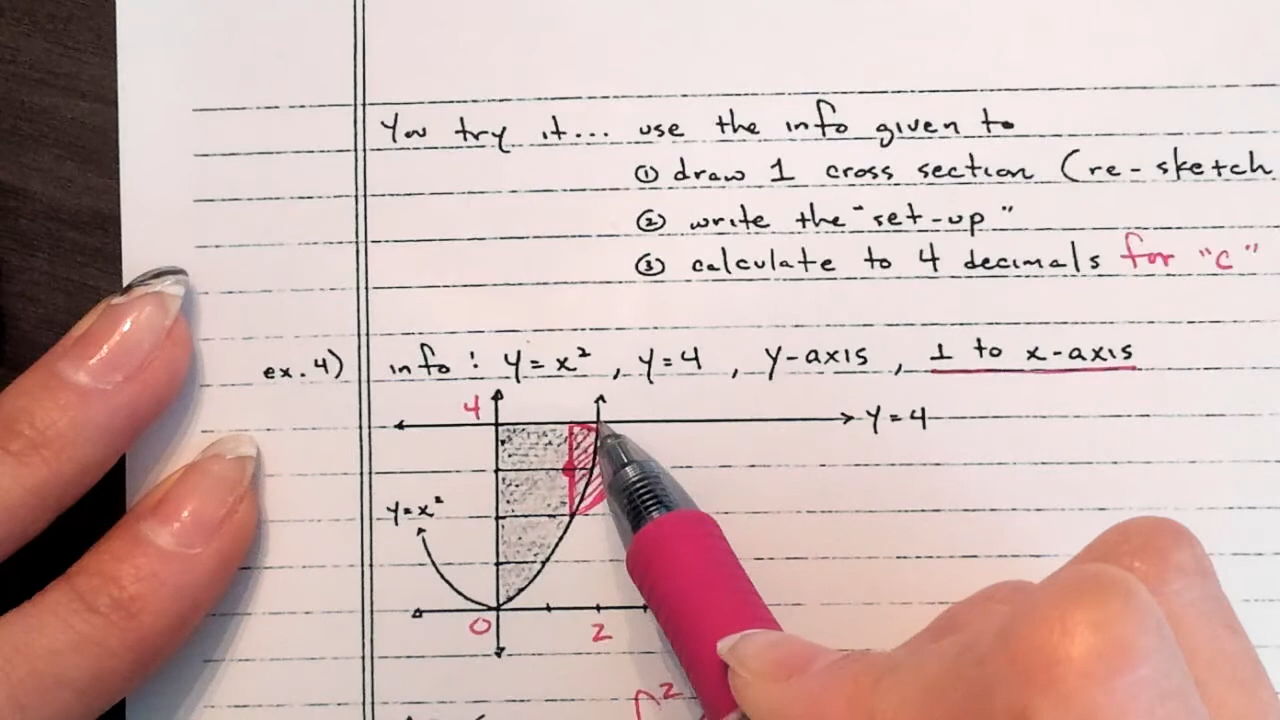 You try it... use the info given to
① draw 1 cross section (re-sketch
② write the "set-up"
③ calculate to 4 decimals for "c"
ex. 4) info: y=x², y=4, y-axis, ⊥ to x-axis
4
y=4
y=x²
0 2
2